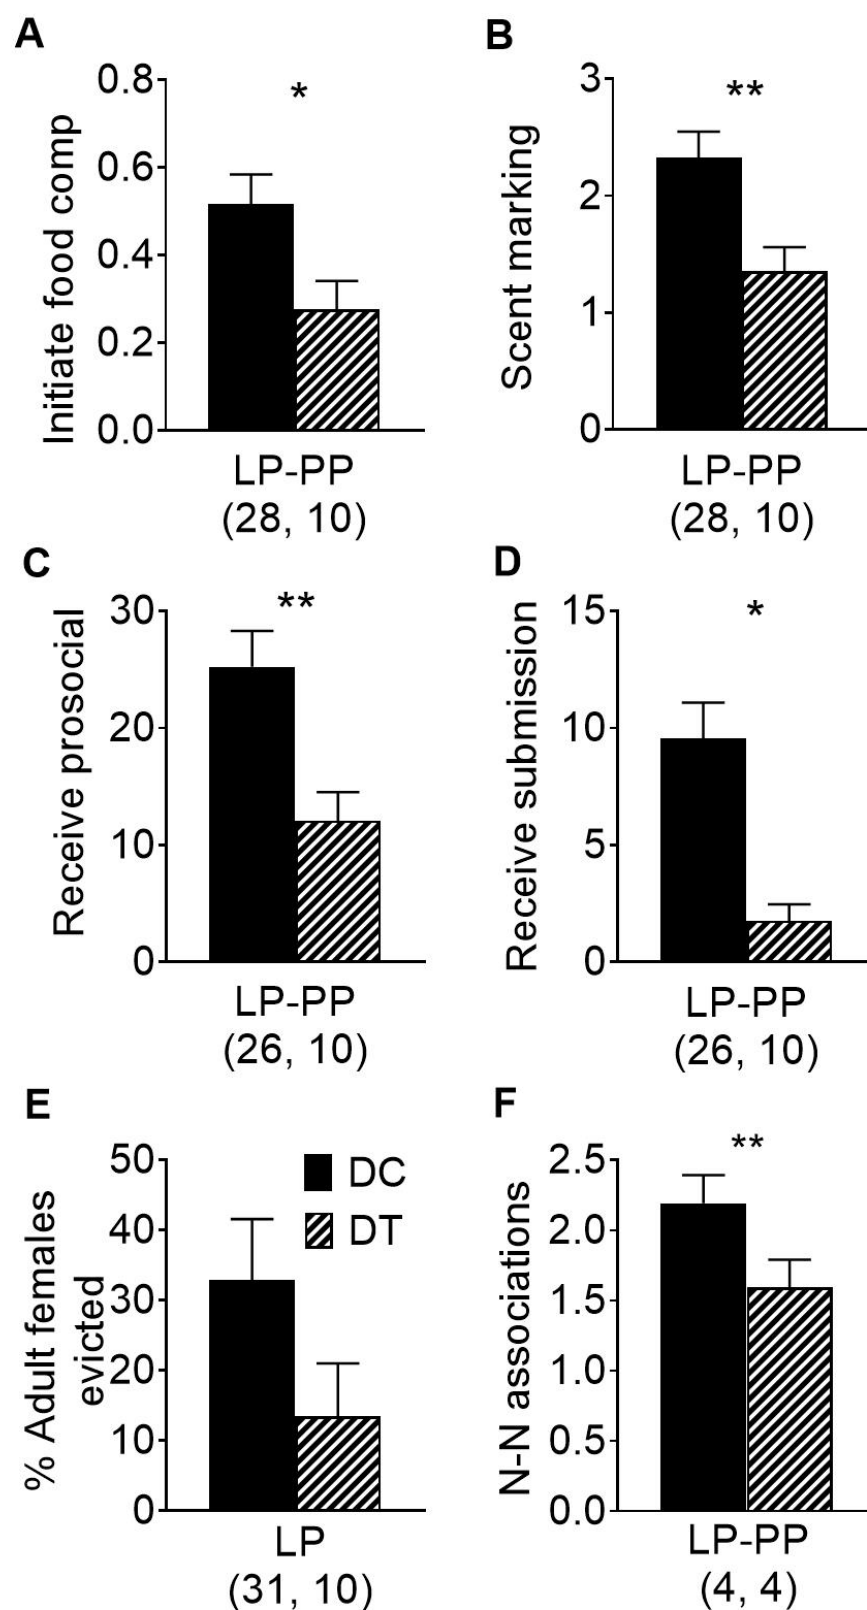 A
Initiate food comp
0.8
0.6
0.4
0.2
0.0
*
LP-PP
(28, 10)
B
Scent marking
3
2
1
0
**
LP-PP
(28, 10)
C
Receive prosocial
30
20
10
0
**
LP-PP
(26, 10)
D
Receive submission
15
10
5
0
*
LP-PP
(26, 10)
E
% Adult females
evicted
50
40
30
20
10
0
DC
DT
LP
(31, 10)
F
N-N associations
2.5
2.0
1.5
1.0
0.5
0.0
**
LP-PP
(4, 4)